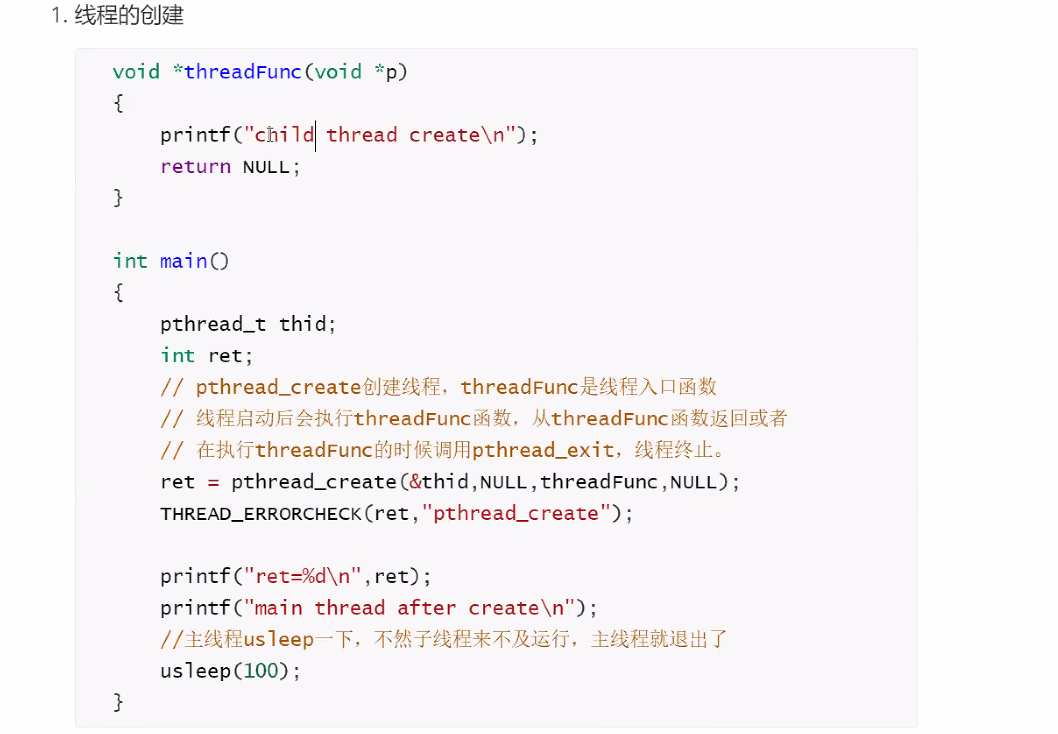 1. 线程的创建
void *threadFunc(void *p)
{
    printf("child thread create\n");
    return NULL;
}
int main()
{
    pthread_t thid;
    int ret;
    // pthread_create创建线程，threadFunc是线程入口函数
    // 线程启动后会执行threadFunc函数，从threadFunc函数返回或者
    // 在执行threadFunc的时候调用pthread_exit，线程终止。
    ret = pthread_create(&thid,NULL,threadFunc,NULL);
    THREAD_ERRORCHECK(ret,"pthread_create");
    printf("ret=%d\n",ret);
    printf("main thread after create\n");
    //主线程usleep一下，不然子线程来不及运行，主线程就退出了
    usleep(100);
}